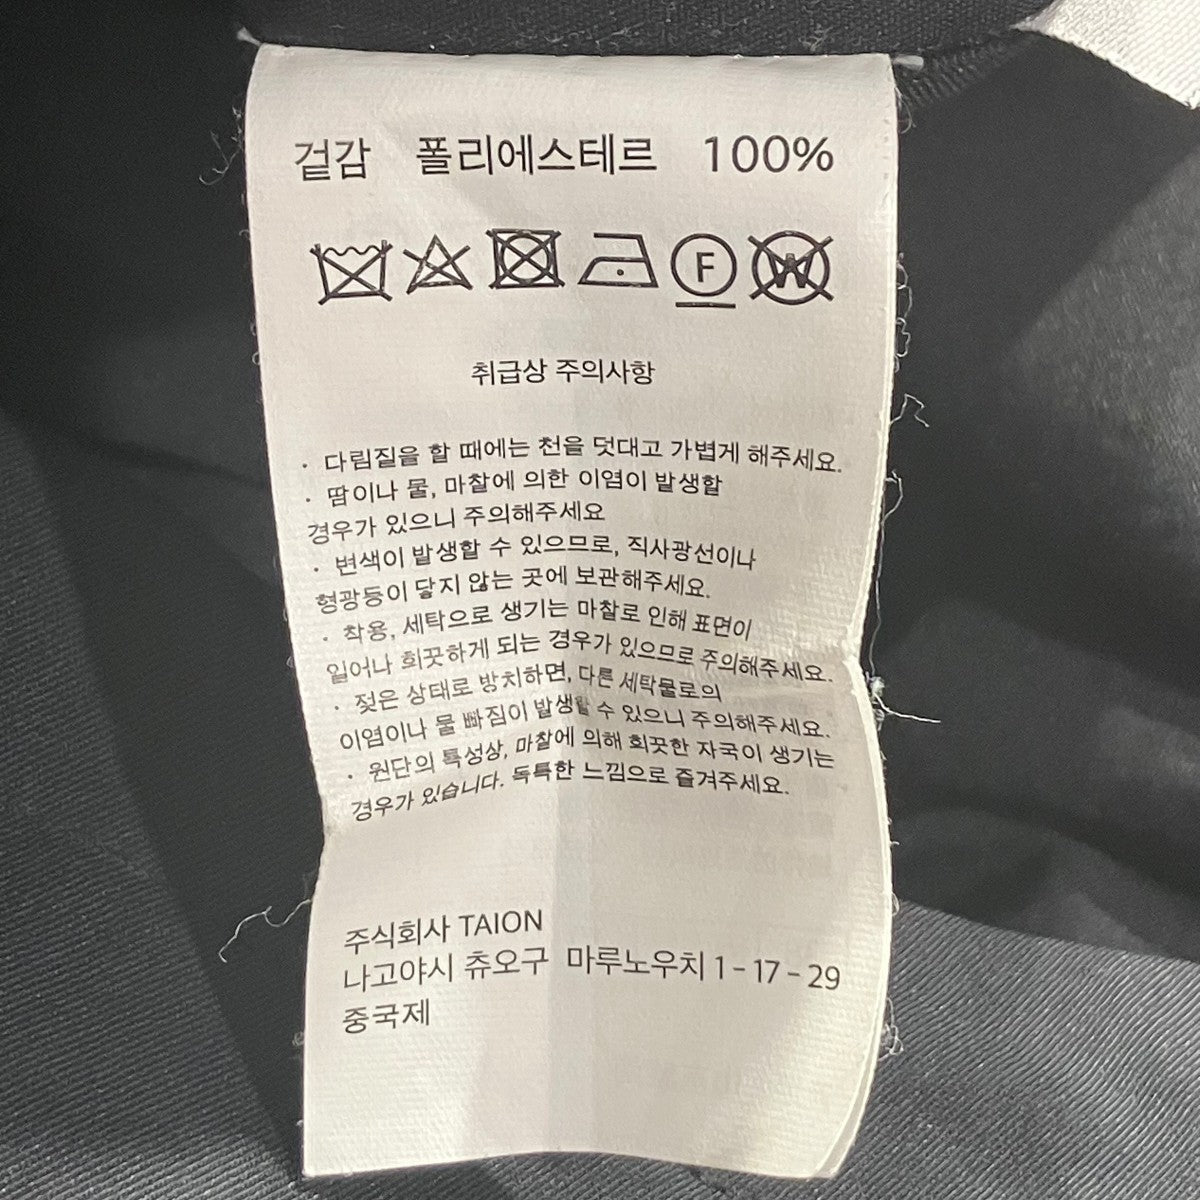 겉감 폴리에스테르 100%
F W
취급상 주의사항
· 다림질을 할 때에는 천을 덧대고 가볍게 해주세요.
· 땀이나 물, 마찰에 의한 이염이 발생할
경우가 있으니 주의해주세요
· 변색이 발생할 수 있으므로, 직사광선이나
형광등이 닿지 않는 곳에 보관해주세요.
· 착용, 세탁으로 생기는 마찰로 인해 표면이
일어나 희끗하게 되는 경우가 있으므로 주의해주세요.
· 젖은 상태로 방치하면, 다른 세탁물로의
이염이나 물 빠짐이 발생할 수 있으니 주의해주세요.
· 원단의 특성상, 마찰에 의해 희끗한 자국이 생기는
경우가 있습니다. 독특한 느낌으로 즐겨주세요.
주식회사 TAION
나고야시 츄오구 마루노우치 1 - 17 - 29
중국제